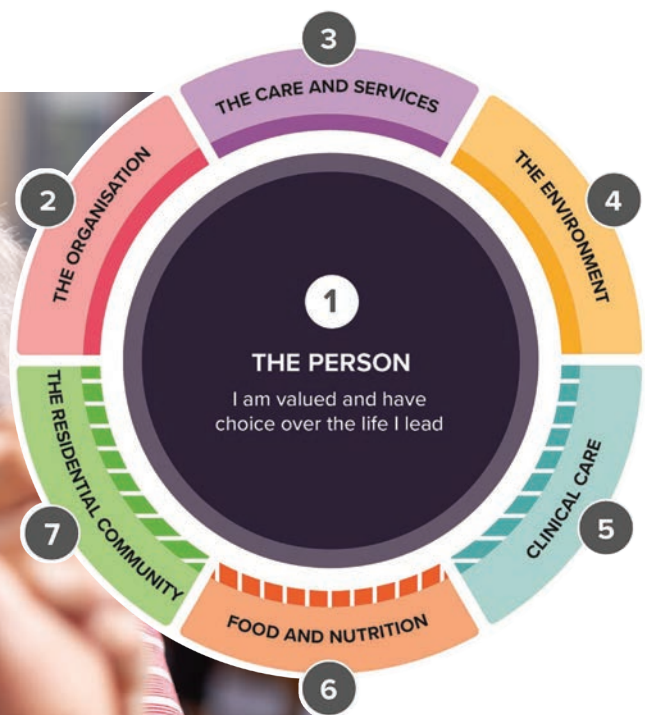 1
THE PERSON
I am valued and have
choice over the life I lead
2
THE ORGANISATION
3
THE CARE AND SERVICES
4
THE ENVIRONMENT
5
CLINICAL CARE
6
FOOD AND NUTRITION
7
THE RESIDENTIAL COMMUNITY